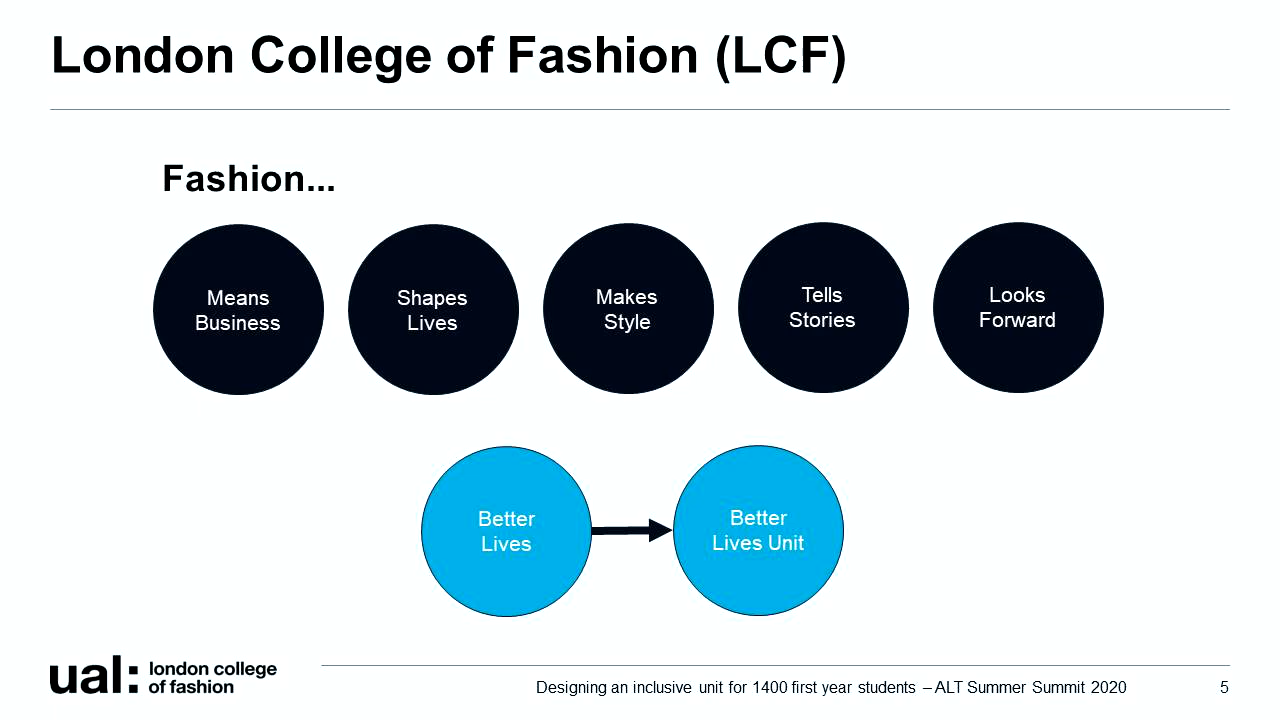 London College of Fashion (LCF)
Fashion...
Means
Business
Shapes
Lives
Makes
Style
Tells
Stories
Looks
Forward
Better
Lives
Better
Lives Unit
ual: london college
of fashion
Designing an inclusive unit for 1400 first year students – ALT Summer Summit 2020
5